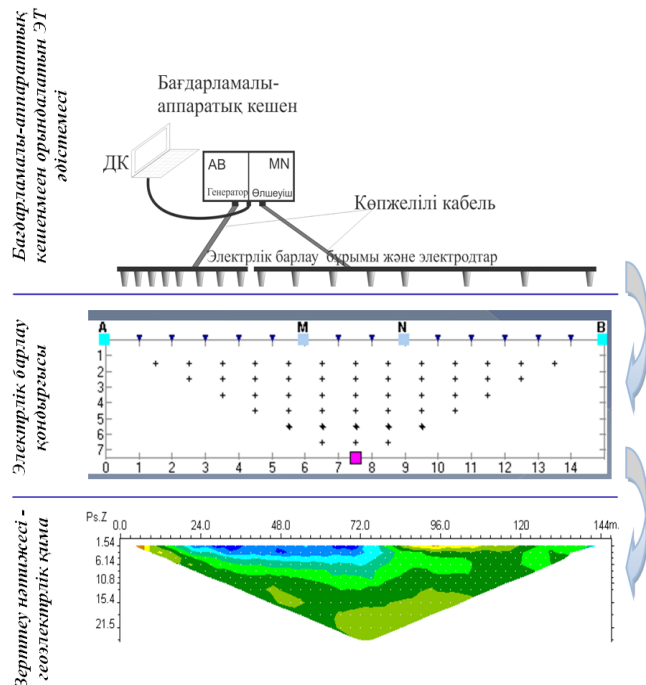 Бағдарламалы-аппараттық
кешенмен орындалатын ЭТ
әдістемесі
Бағдарламалы-
аппаратық кешен
ДК
AB
MN
Генератор
Өлшеуіш
Көпжелілі кабель
Электрлік барлау бұрымы және электродтар
Электрлік барлау
қондырғысы
A
M
N
B
1
2
3
4
5
6
7
0 1 2 3 4 5 6 7 8 9 10 11 12 13 14
Зерттеу нәтижесі -
геоэлектрлік қима
Ps.Z
0.0 24.0 48.0 72.0 96.0 120 144m.
1.54
6.14
10.8
15.4
21.5